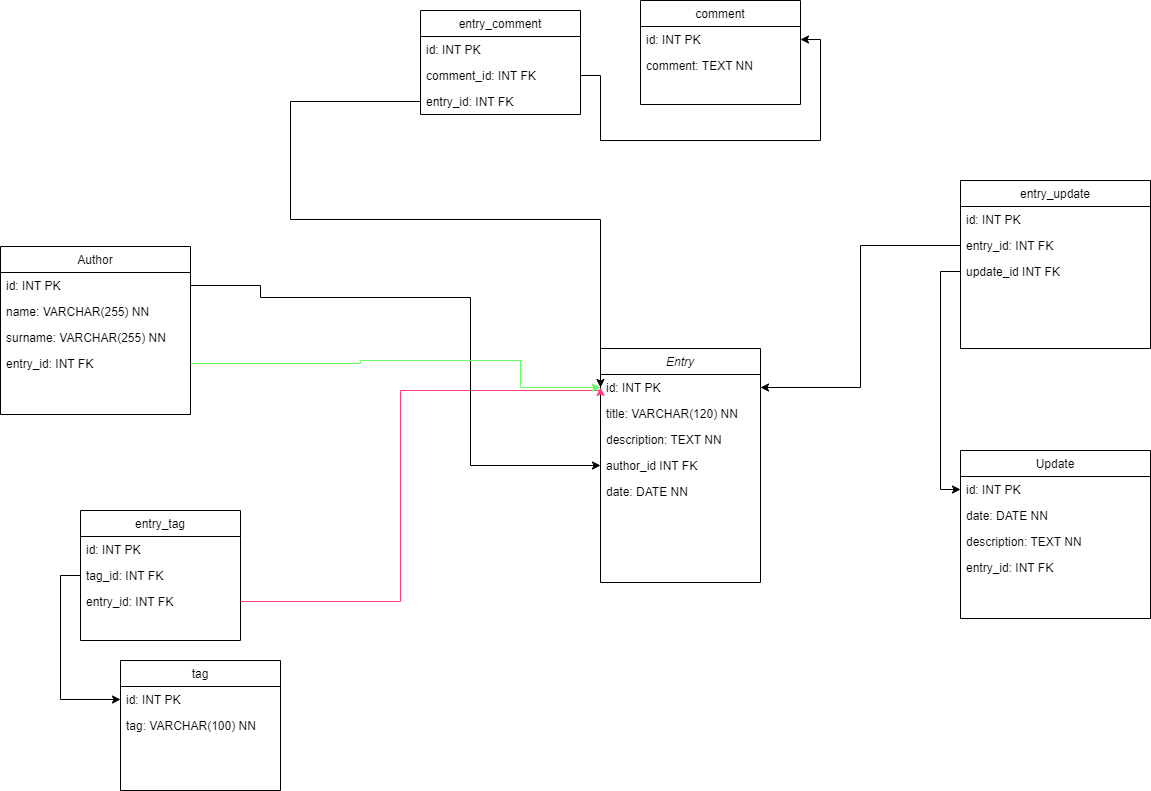 entry_comment
id: INT PK
comment_id: INT FK
entry_id: INT FK
comment
id: INT PK
comment: TEXT NN
entry_update
id: INT PK
entry_id: INT FK
update_id INT FK
Author
id: INT PK
name: VARCHAR(255) NN
surname: VARCHAR(255) NN
entry_id: INT FK
Entry
id: INT PK
title: VARCHAR(120) NN
description: TEXT NN
author_id INT FK
date: DATE NN
Update
id: INT PK
date: DATE NN
description: TEXT NN
entry_id: INT FK
entry_tag
id: INT PK
tag_id: INT FK
entry_id: INT FK
tag
id: INT PK
tag: VARCHAR(100) NN